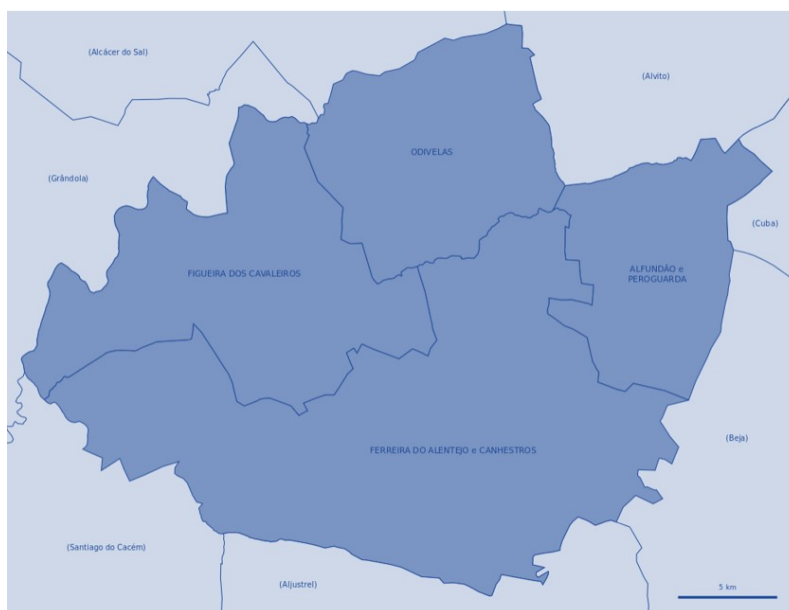 (Alcácer do Sal)
(Alvito)
ODIVELAS
(Grândola)
(Cuba)
FIGUEIRA DOS CAVALEIROS
ALFUNDÃO e
PEROGUARDA
(Beja)
FERREIRA DO ALENTEJO e CANHESTROS
(Santiago do Cacém)
(Aljustrel)
5 km